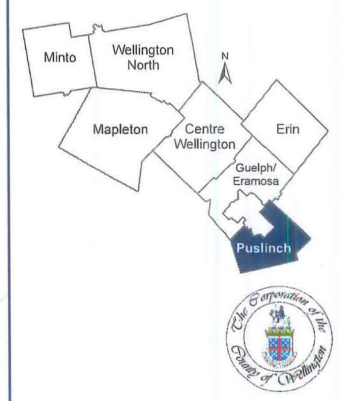 N
Minto
Wellington
North
Mapleton
Centre
Wellington
Erin
Guelph/
Eramosa
Puslinch
The Corporation of the
County of Wellington